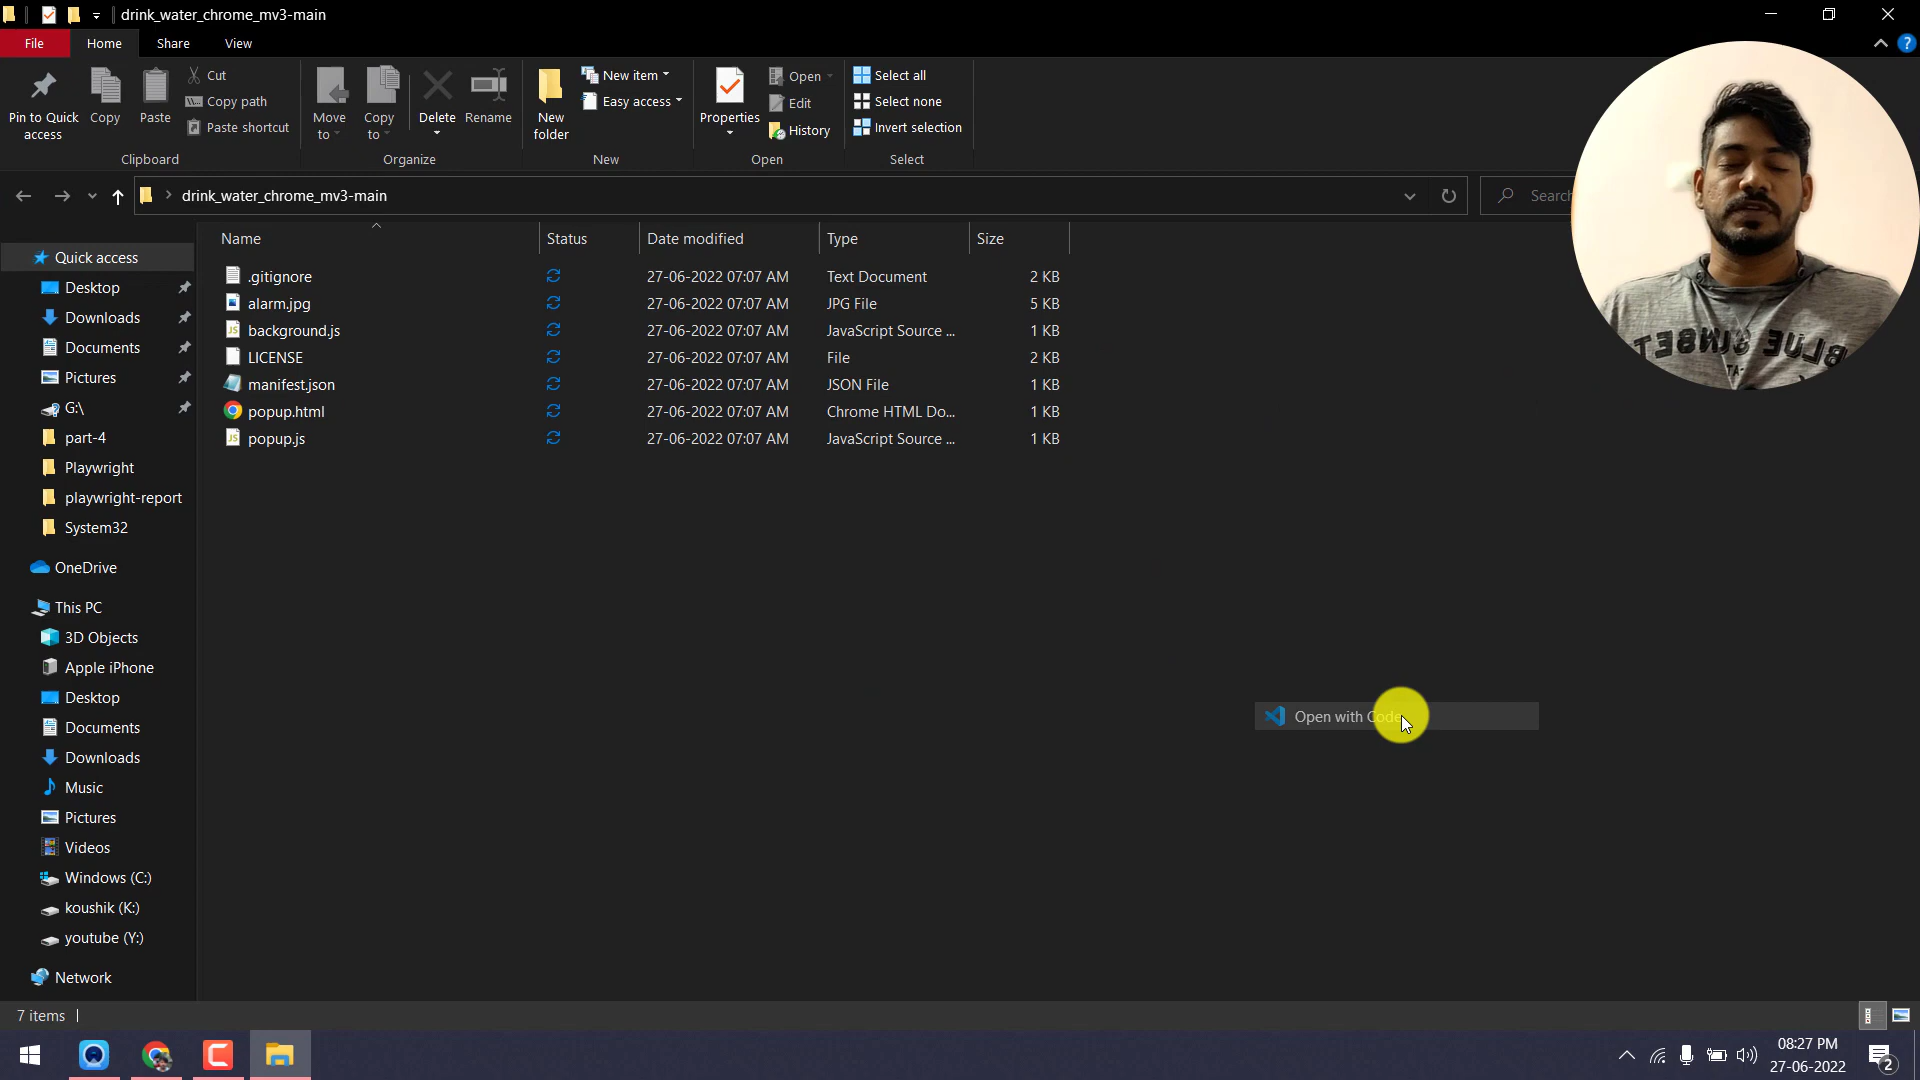 drink_water_chrome_mv3-main
File
Home
Share
View
Pin to Quick access
Copy
Paste
Cut
Copy path
Paste shortcut
Clipboard
Move to
Copy to
Delete
Rename
Organize
New folder
New item
Easy access
New
Properties
Open
Edit
History
Open
Select all
Select none
Invert selection
Select
drink_water_chrome_mv3-main
Search
Name
Status
Date modified
Type
Size
.gitignore 27-06-2022 07:07 AM Text Document 2 KB
alarm.jpg 27-06-2022 07:07 AM JPG File 5 KB
background.js 27-06-2022 07:07 AM JavaScript Source ... 1 KB
LICENSE 27-06-2022 07:07 AM File 2 KB
manifest.json 27-06-2022 07:07 AM JSON File 1 KB
popup.html 27-06-2022 07:07 AM Chrome HTML Do... 1 KB
popup.js 27-06-2022 07:07 AM JavaScript Source ... 1 KB
Quick access
Desktop
Downloads
Documents
Pictures
G:\
part-4
Playwright
playwright-report
System32
OneDrive
This PC
3D Objects
Apple iPhone
Desktop
Documents
Downloads
Music
Pictures
Videos
Windows (C:)
koushik (K:)
youtube (Y:)
Network
Open with Code
7 items
08:27 PM
27-06-2022
2